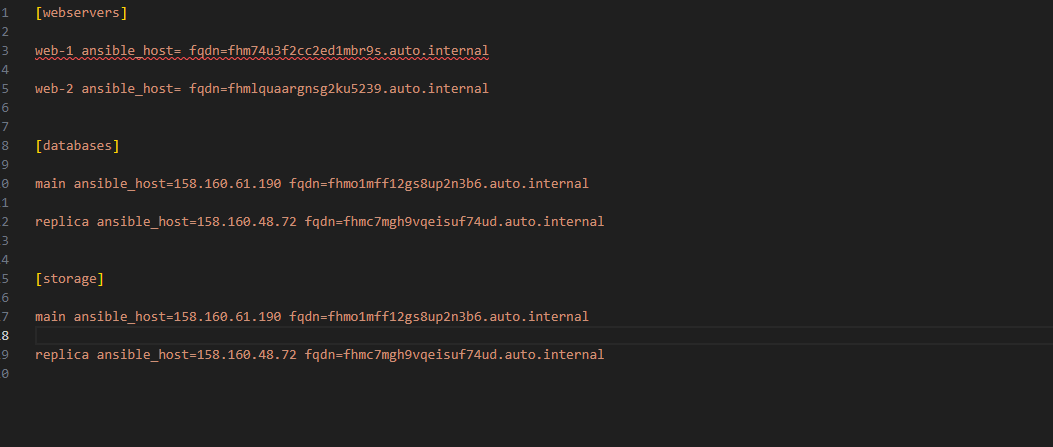 1 [webservers]
2
3 web-1 ansible_host= fqdn=fhm74u3f2cc2ed1mbr9s.auto.internal
4
5 web-2 ansible_host= fqdn=fhmlquaargnsg2ku5239.auto.internal
6
7
8 [databases]
9
0 main ansible_host=158.160.61.190 fqdn=fhmo1mff12gs8up2n3b6.auto.internal
1
2 replica ansible_host=158.160.48.72 fqdn=fhmc7mgh9vqeisuf74ud.auto.internal
3
4
5 [storage]
6
7 main ansible_host=158.160.61.190 fqdn=fhmo1mff12gs8up2n3b6.auto.internal
8
9 replica ansible_host=158.160.48.72 fqdn=fhmc7mgh9vqeisuf74ud.auto.internal
0